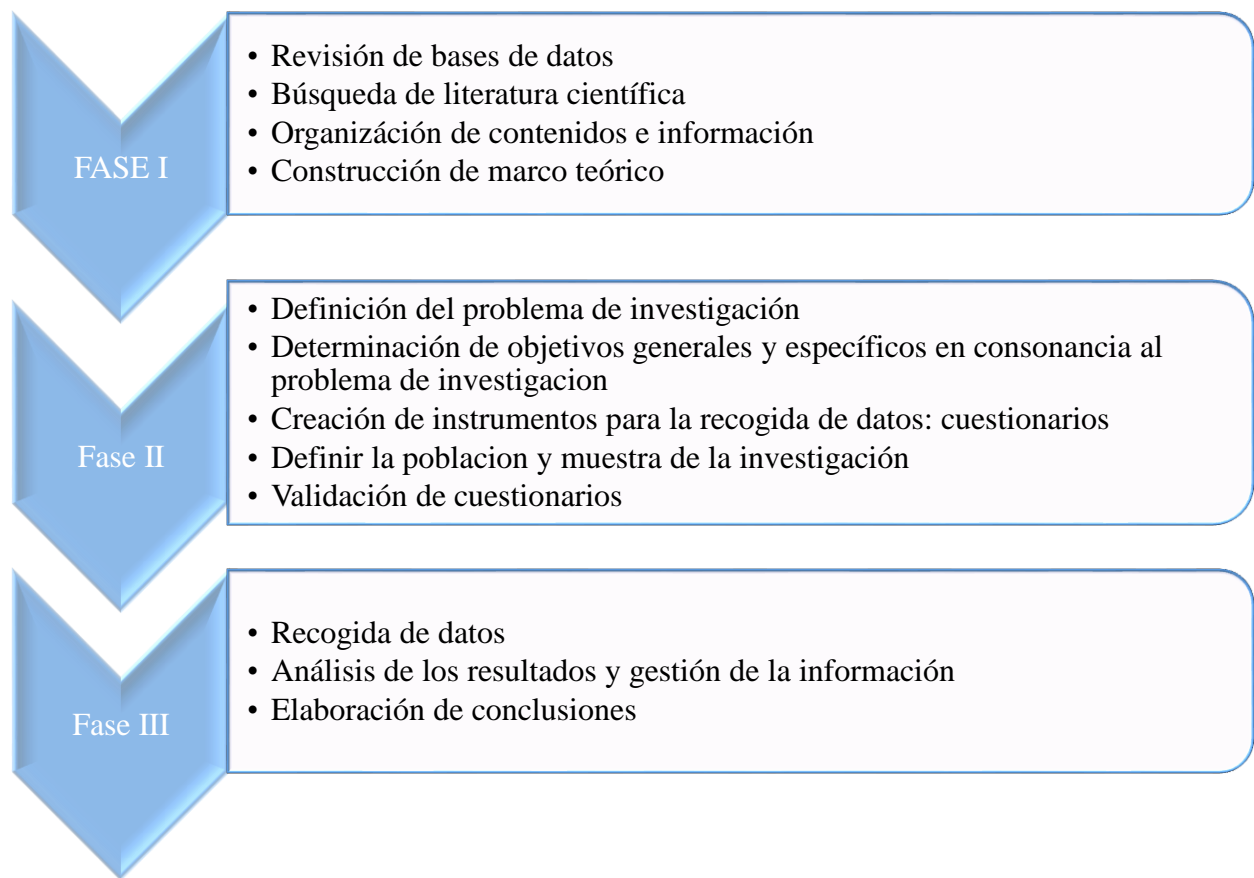 FASE I
• Revisión de bases de datos
• Búsqueda de literatura científica
• Organizáción de contenidos e información
• Construcción de marco teórico
Fase II
• Definición del problema de investigación
• Determinación de objetivos generales y específicos en consonancia al
problema de investigacion
• Creación de instrumentos para la recogida de datos: cuestionarios
• Definir la poblacion y muestra de la investigación
• Validación de cuestionarios
Fase III
• Recogida de datos
• Análisis de los resultados y gestión de la información
• Elaboración de conclusiones